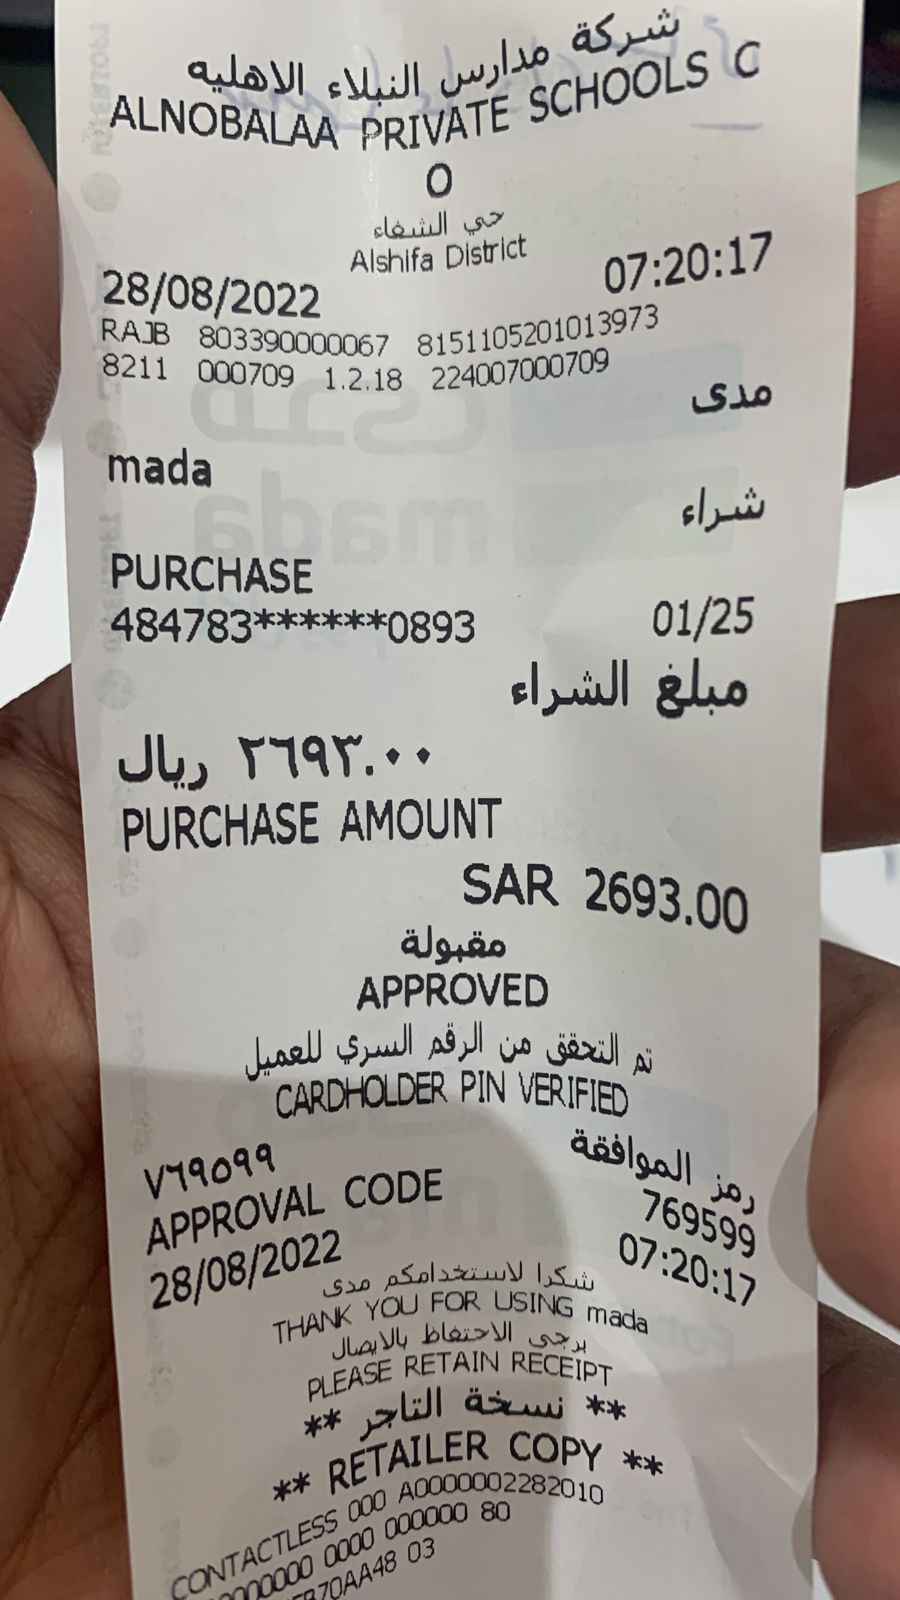 شركة مدارس النبلاء الاهليه
ALNOBALAA PRIVATE SCHOOLS C
O
حي الشفاء
Alshifa District
28/08/2022 07:20:17
RAJB 803390000067 8151105201013973
8211 000709 1.2.18 224007000709
مدى
mada
شراء
PURCHASE
484783******0893 01/25
مبلغ الشراء
٢٦٩٣.٠٠ ريال
PURCHASE AMOUNT
SAR 2693.00
مقبولة
APPROVED
تم التحقق من الرقم السري للعميل
CARDHOLDER PIN VERIFIED
رمز الموافقة
٧٦٩٥٩٩
APPROVAL CODE 769599
28/08/2022 07:20:17
شكرا لاستخدامكم مدى
THANK YOU FOR USING mada
يرجى الاحتفاظ بالايصال
PLEASE RETAIN RECEIPT
** نسخة التاجر **
** RETAILER COPY **
CONTACTLESS 000 A0000002282010
0000 000000 80
03